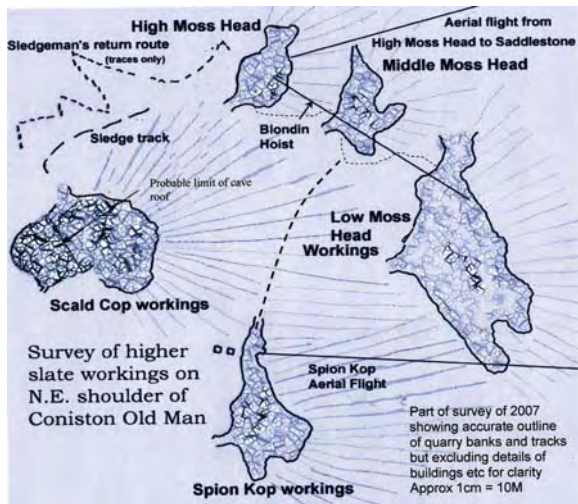 High Moss Head
Sledgeman's return route
(traces only)
Aerial flight from
High Moss Head to Saddlestone
Middle Moss Head
Blondin
Hoist
Sledge track
Probable limit of cave
roof
Low Moss
Head
Workings
Scald Cop workings
Survey of higher
slate workings on
N.E. shoulder of
Coniston Old Man
Spion Kop
Aerial Flight
Part of survey of 2007
showing accurate outline
of quarry banks and tracks
but excluding details of
buildings etc for clarity
Approx 1cm = 10M
Spion Kop workings